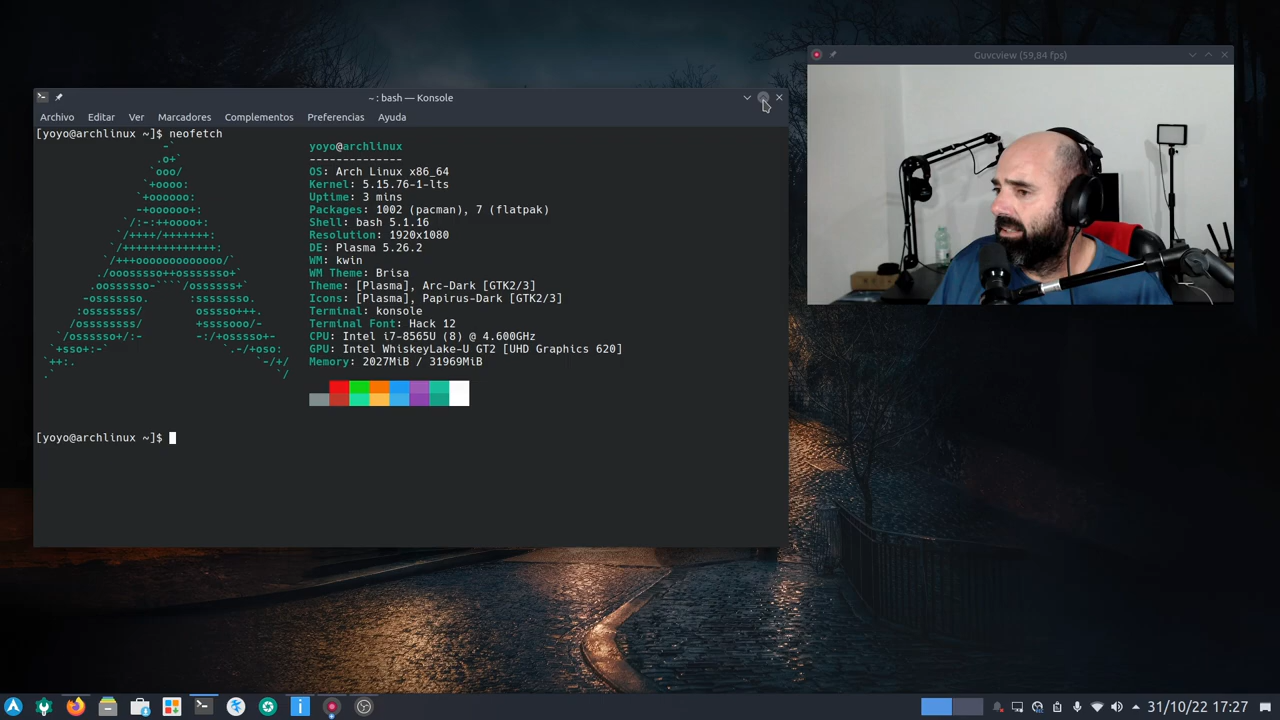 Guvcview (59,84 fps)
~ : bash — Konsole
Archivo Editar Ver Marcadores Complementos Preferencias Ayuda
[yoyo@archlinux ~]$ neofetch
yoyo@archlinux
--------------
OS: Arch Linux x86_64
Kernel: 5.15.76-1-lts
Uptime: 3 mins
Packages: 1002 (pacman), 7 (flatpak)
Shell: bash 5.1.16
Resolution: 1920x1080
DE: Plasma 5.26.2
WM: kwin
WM Theme: Brisa
Theme: [Plasma], Arc-Dark [GTK2/3]
Icons: [Plasma], Papirus-Dark [GTK2/3]
Terminal: konsole
Terminal Font: Hack 12
CPU: Intel i7-8565U (8) @ 4.600GHz
GPU: Intel WhiskeyLake-U GT2 [UHD Graphics 620]
Memory: 2027MiB / 31969MiB
[yoyo@archlinux ~]$
31/10/22 17:27